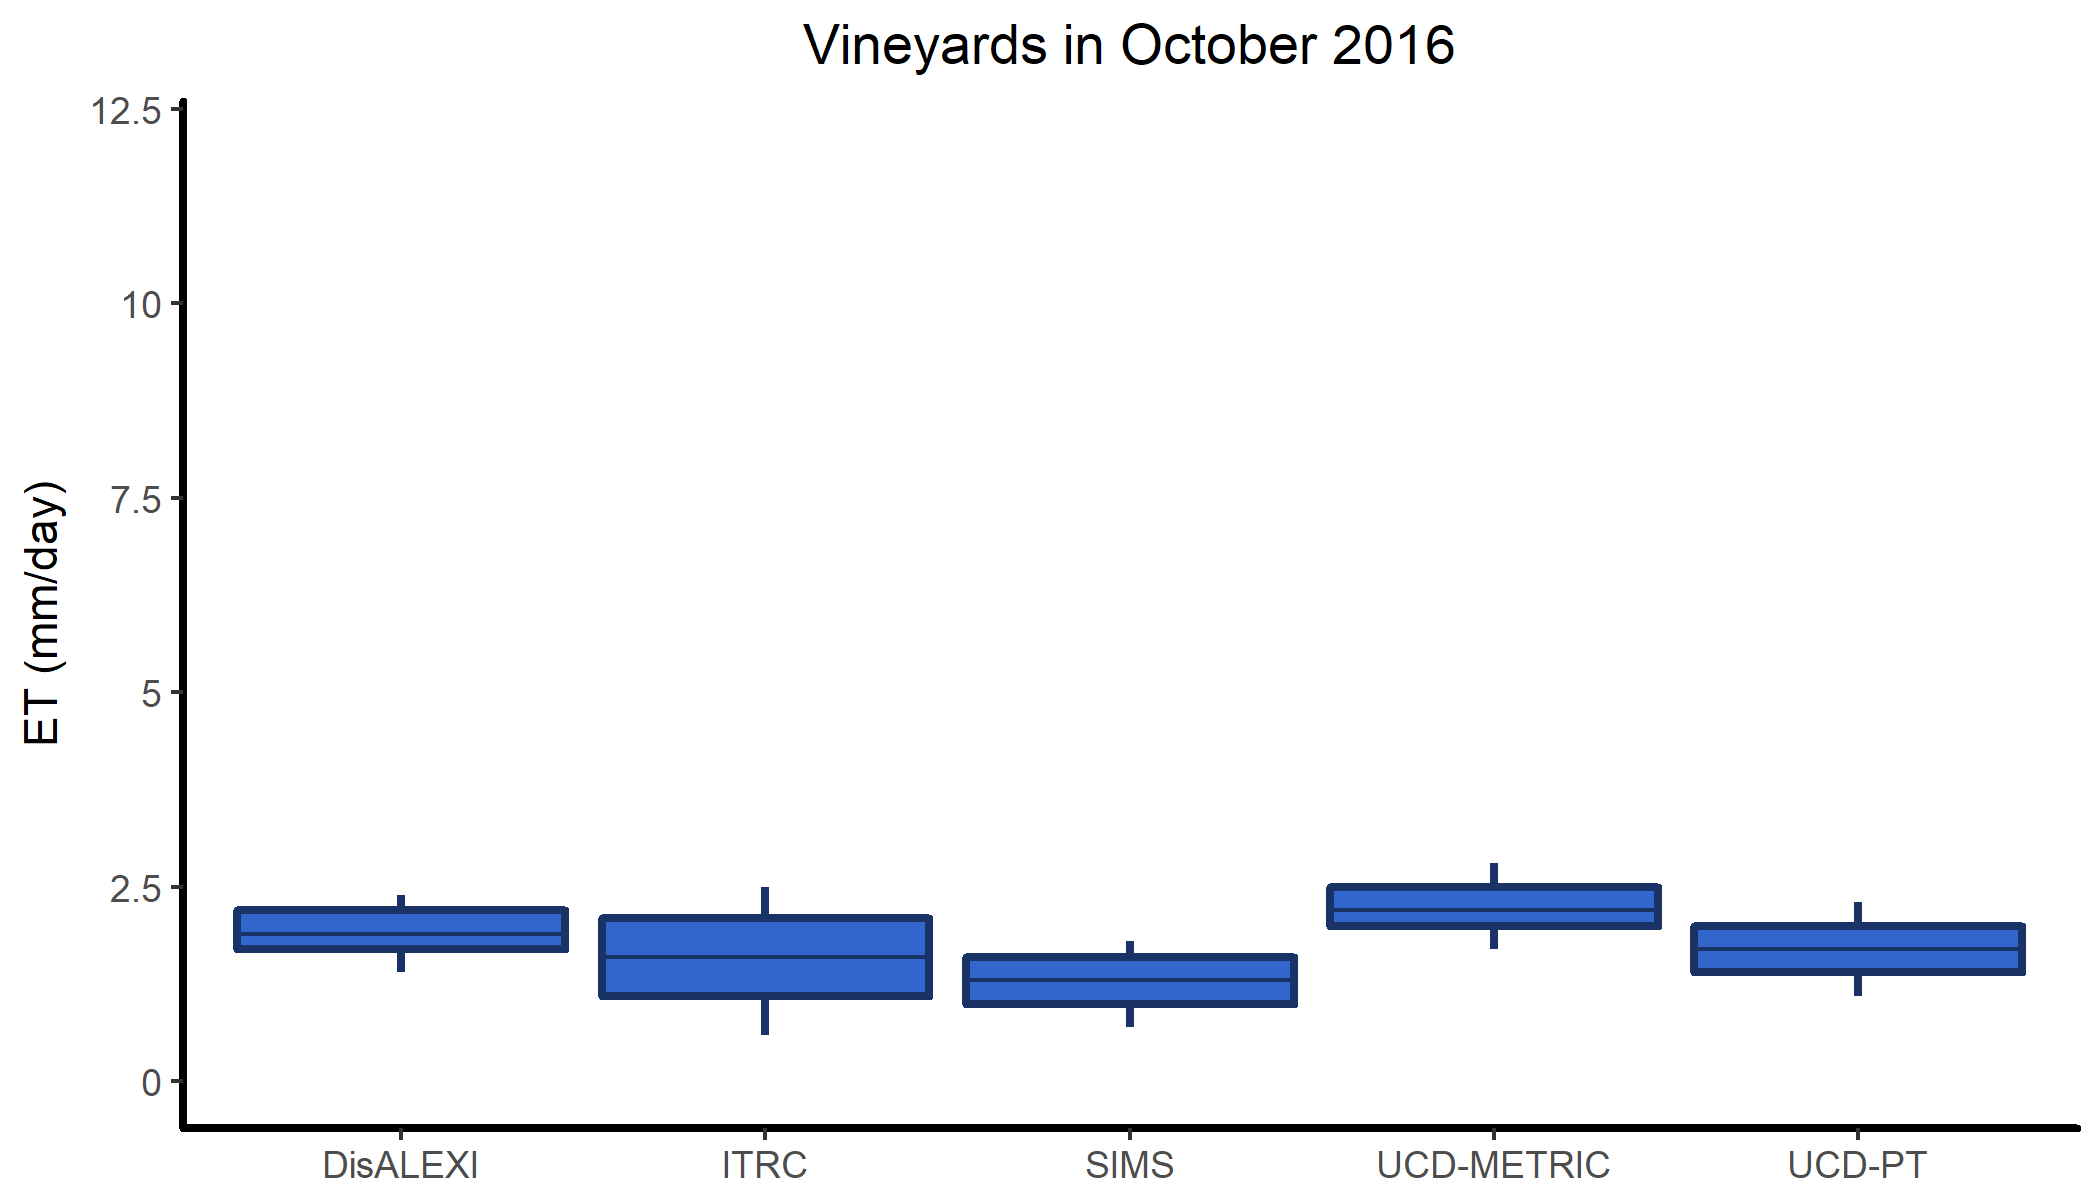 Vineyards in October 2016
12.5
10
7.5
5
2.5
0
ET (mm/day)
DisALEXI ITRC SIMS UCD-METRIC UCD-PT